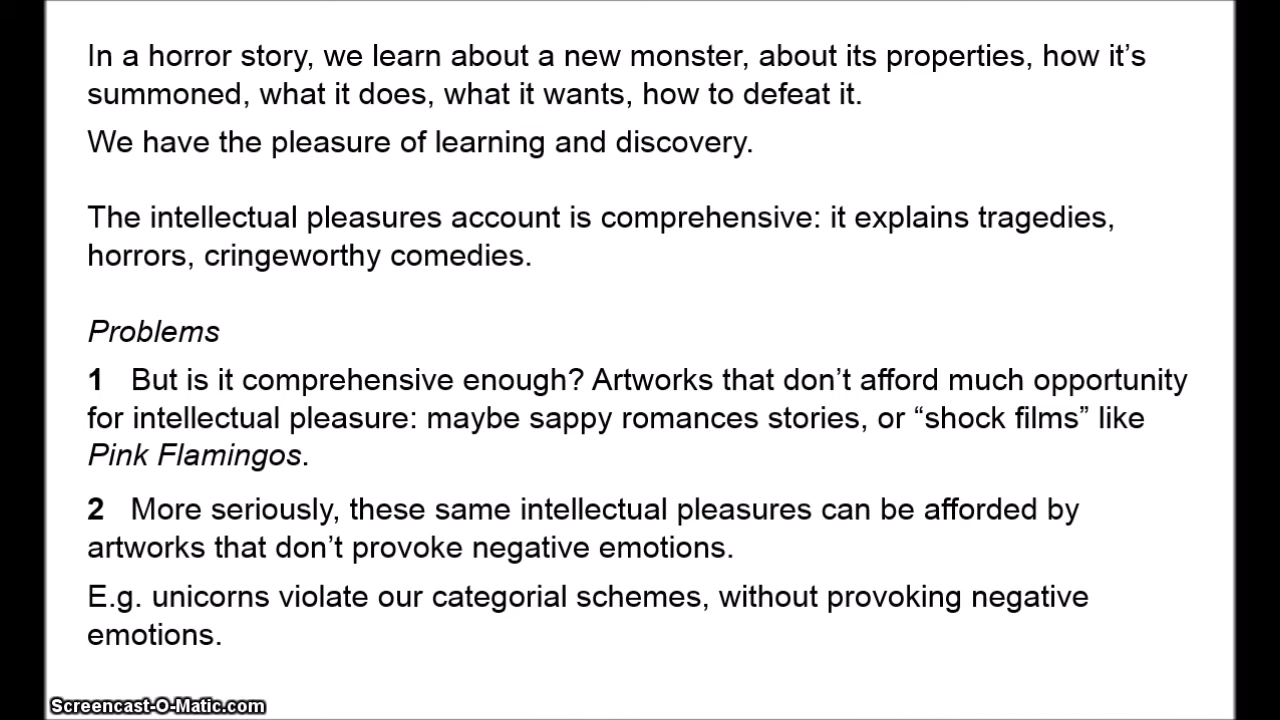 In a horror story, we learn about a new monster, about its properties, how it’s
summoned, what it does, what it wants, how to defeat it.
We have the pleasure of learning and discovery.
The intellectual pleasures account is comprehensive: it explains tragedies,
horrors, cringeworthy comedies.
Problems
1 But is it comprehensive enough? Artworks that don’t afford much opportunity
for intellectual pleasure: maybe sappy romances stories, or “shock films” like
Pink Flamingos.
2 More seriously, these same intellectual pleasures can be afforded by
artworks that don’t provoke negative emotions.
E.g. unicorns violate our categorial schemes, without provoking negative
emotions.
Screencast-O-Matic.com